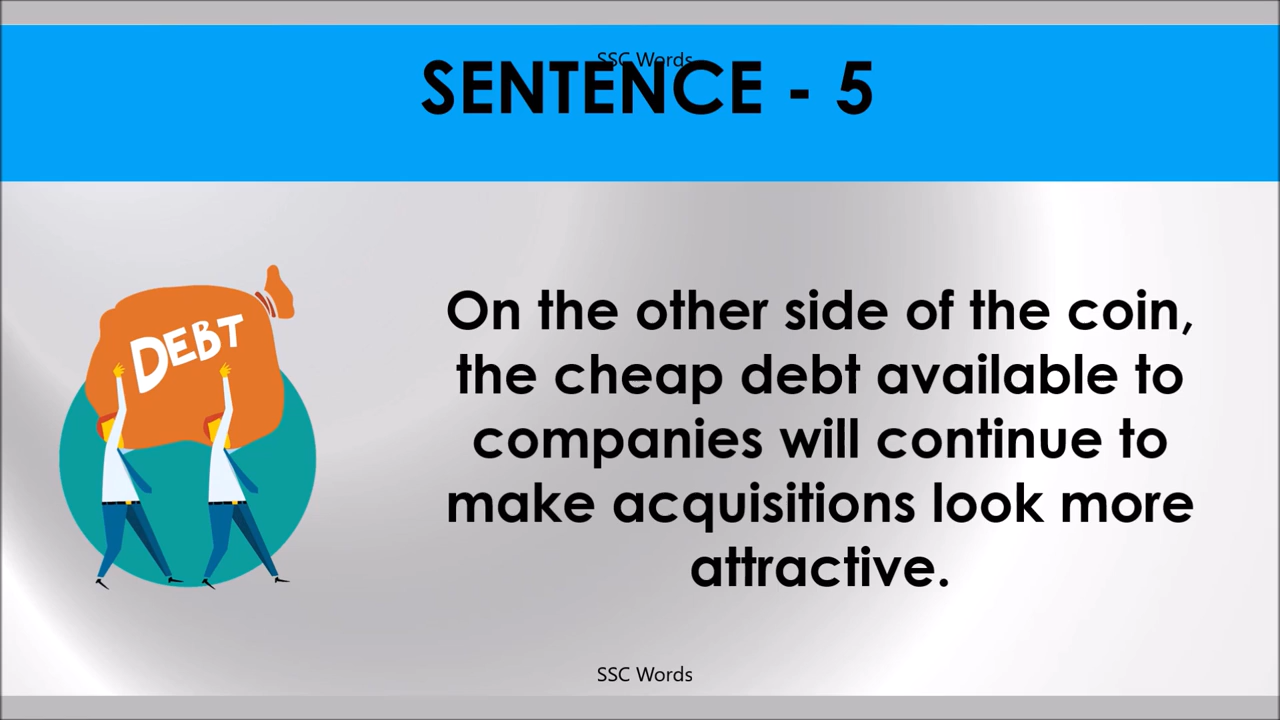 SSC Words
SENTENCE - 5
DEBT
On the other side of the coin,
the cheap debt available to
companies will continue to
make acquisitions look more
attractive.
SSC Words